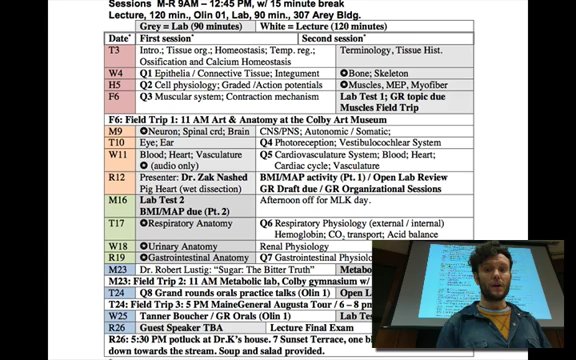 Sessions M-R 9AM – 12:45 PM, w/ 15 minute break
Lecture, 120 min., Olin 01, Lab, 90 min., 307 Arey Bldg.
Grey = Lab (90 minutes) White = Lecture (120 minutes)
Date* First session* Second session*
T3 Intro.; Tissue org.; Homeostasis; Temp. reg.; Terminology, Tissue Hist.
Ossification and Calcium Homeostasis
W4 Q1 Epithelia / Connective Tissue; Integument ✪Bone; Skeleton
H5 Q2 Cell physiology; Graded /Action potentials ✪Muscles, MEP, Myofiber
F6 Q3 Muscular system; Contraction mechanism Lab Test 1; GR topic due
Muscles Field Trip
F6: Field Trip 1: 11 AM Art & Anatomy at the Colby Art Museum
M9 ✪Neuron; Spinal crd; Brain CNS/PNS; Autonomic / Somatic;
T10 Eye; Ear Q4 Photoreception; Vestibulocochlear System
W11 Blood; Heart; Vasculature Q5 Cardiovasculature System; Blood; Heart;
✪ (audio only) Cardiac cycle; Vasculature
R12 Presenter: Dr. Zak Nashed BMI/MAP activity (Pt. 1) / Open Lab Review
Pig Heart (wet dissection) GR Draft due / GR Organizational Sessions
M16 Lab Test 2 Afternoon off for MLK day.
BMI/MAP due (Pt. 2)
T17 ✪Respiratory Anatomy Q6 Respiratory Physiology (external / internal)
Hemoglobin; CO2 transport; Acid balance
W18 ✪Urinary Anatomy Renal Physiology
R19 ✪Gastrointestinal Anatomy Q7 Gastrointestinal Physiology
M23 Dr. Robert Lustig: “Sugar: The Bitter Truth”
M23: Field Trip 2: 11 AM Metabolic lab, Colby gymnasium w/
T24 Q8 Grand rounds orals practice talks (Olin 1) Open
T24: Field Trip 3: 5 PM MaineGeneral Augusta Tour / 6 – 8 pm
W25 Tanner Boucher / GR Orals (Olin 1) Lab
R26 Guest Speaker TBA Lecture Final Exam
R26: 5:30 PM potluck at Dr.K’s house. 7 Sunset Terrace, one
down towards the stream. Soup and salad provided.